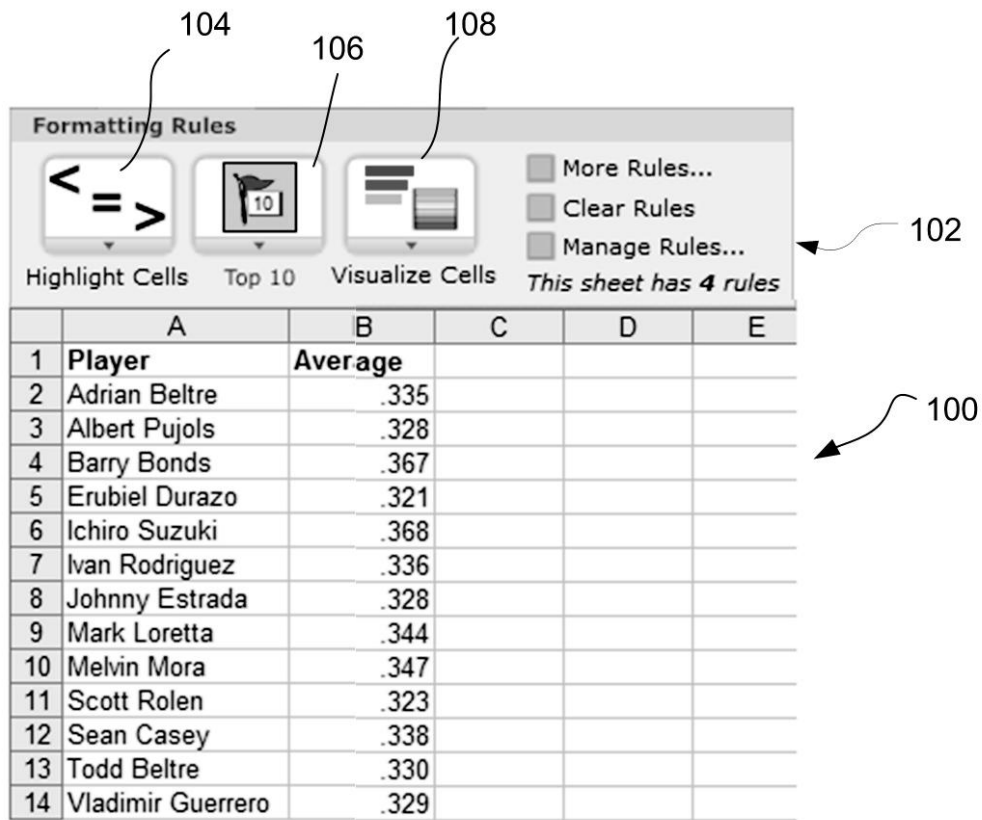 104
106
108
Formatting Rules
< = >
10
More Rules...
Clear Rules
Manage Rules...
102
Highlight Cells Top 10 Visualize Cells This sheet has 4 rules
A B C D E
1 Player Average
2 Adrian Beltre .335
3 Albert Pujols .328
100
4 Barry Bonds .367
5 Erubiel Durazo .321
6 Ichiro Suzuki .368
7 Ivan Rodriguez .336
8 Johnny Estrada .328
9 Mark Loretta .344
10 Melvin Mora .347
11 Scott Rolen .323
12 Sean Casey .338
13 Todd Beltre .330
14 Vladimir Guerrero .329